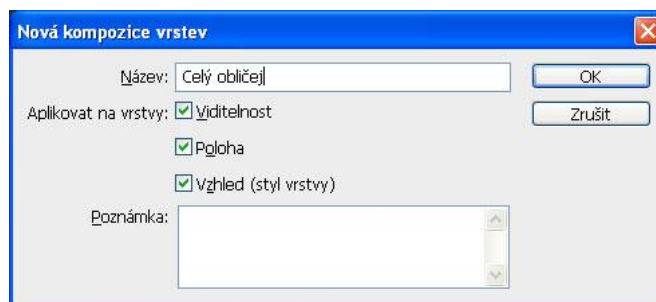 Nová kompozice vrstev
Název: Celý obličej OK
Aplikovat na vrstvy: Viditelnost Zrušit
Poloha
Vzhled (styl vrstvy)
Poznámka: